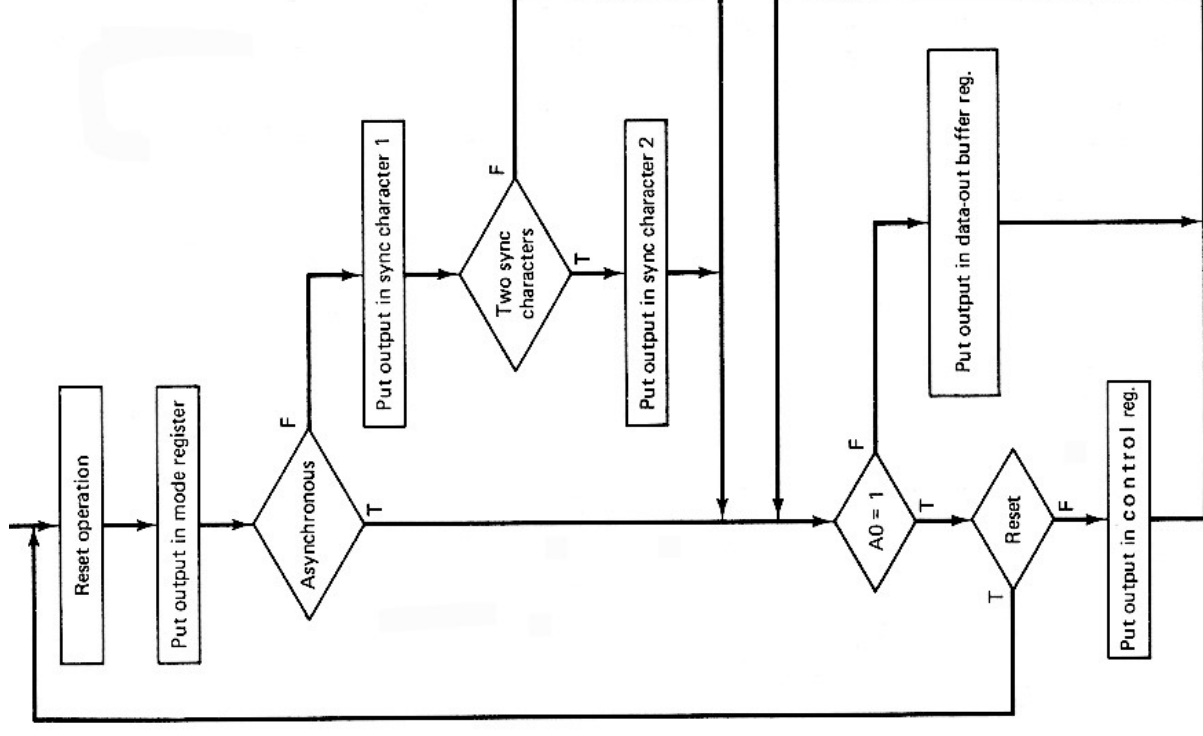 Reset operation
Put output in mode register
Asynchronous
F
T
Put output in sync character 1
Two sync
characters
F
T
Put output in sync character 2
A0 = 1
F
T
Put output in data-out buffer reg.
Reset
T
F
Put output in control reg.